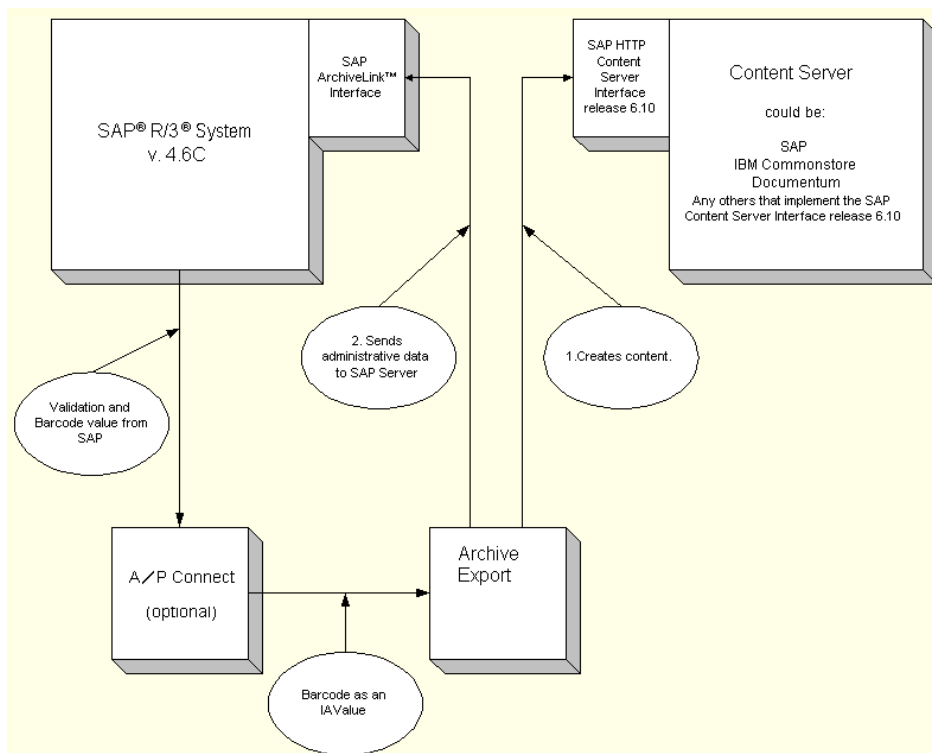 SAP® R/3® System
v. 4.6C
SAP
ArchiveLink™
Interface
SAP HTTP
Content
Server
Interface
release 6.10
Content Server
could be:
SAP
IBM Commonstore
Documentum
Any others that implement the SAP
Content Server Interface release 6.10
2. Sends
administrative data
to SAP Server
1.Creates content.
Validation and
Barcode value from
SAP
A/P Connect
(optional)
Archive
Export
Barcode as an
IAValue